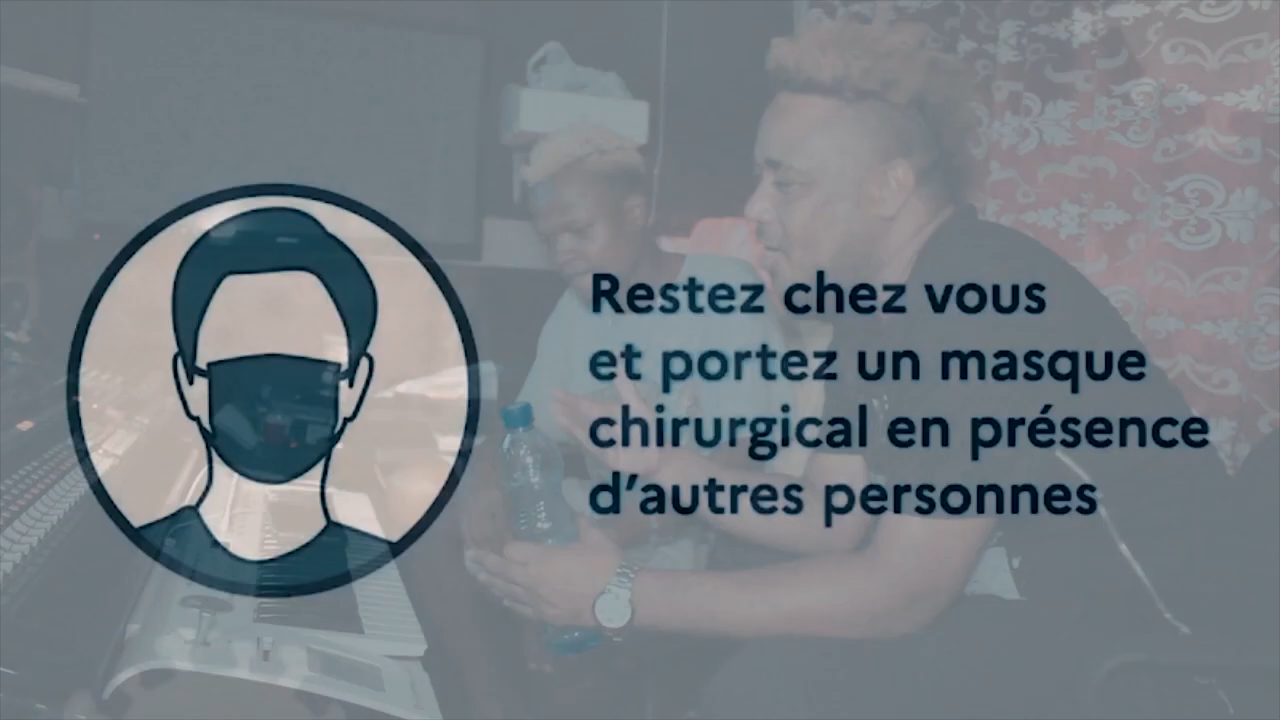 Restez chez vous
et portez un masque
chirurgical en présence
d'autres personnes